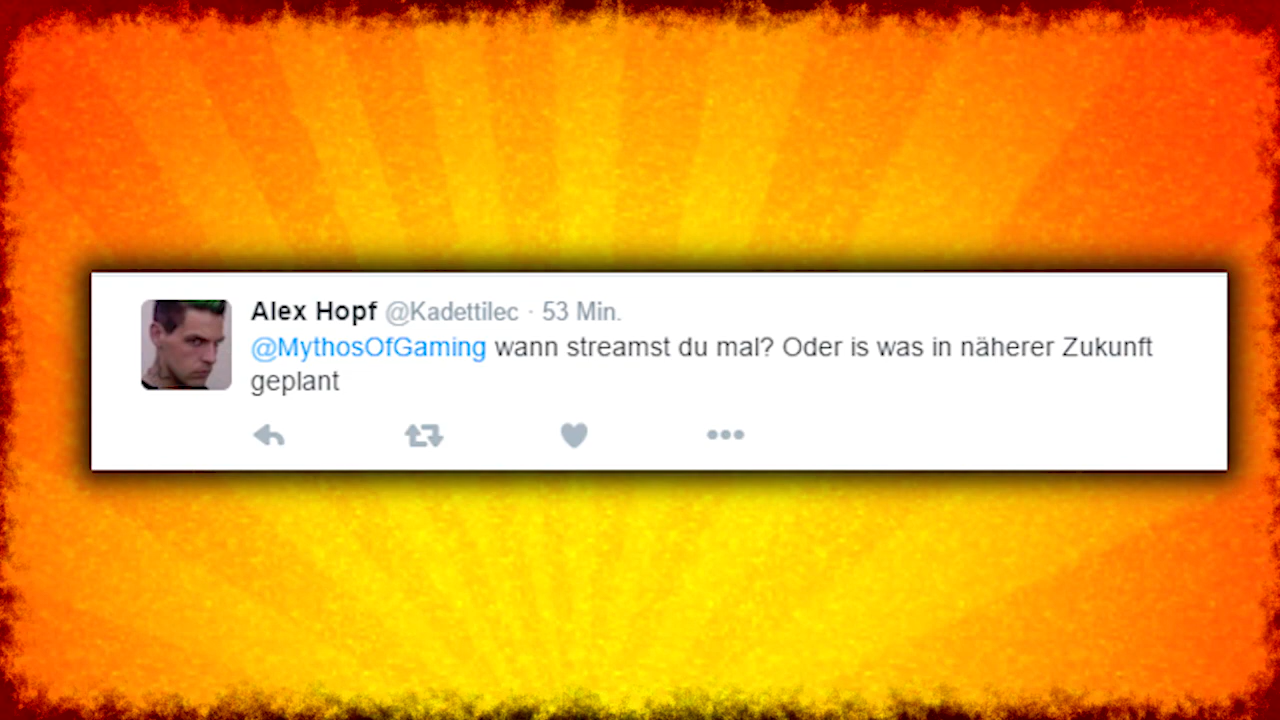 Alex Hopf @Kadettilec · 53 Min.
@MythosOfGaming wann streamst du mal? Oder is was in näherer Zukunft
geplant